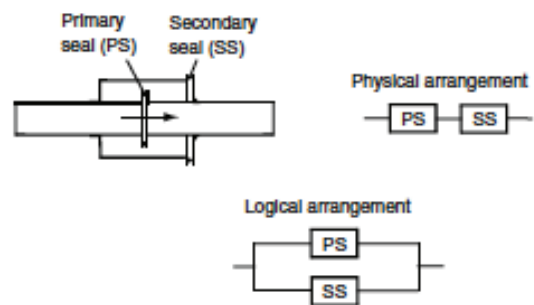 Primary
seal (PS)
Secondary
seal (SS)
Physical arrangement
PS
SS
Logical arrangement
PS
SS